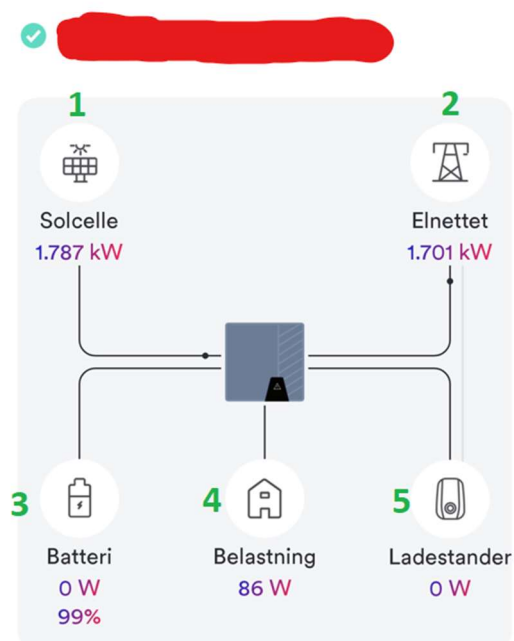 1
2
Solcelle
1.787 kW
Elnettet
1.701 kW
3
4
5
Batteri
0 W
99%
Belastning
86 W
Ladestander
0 W